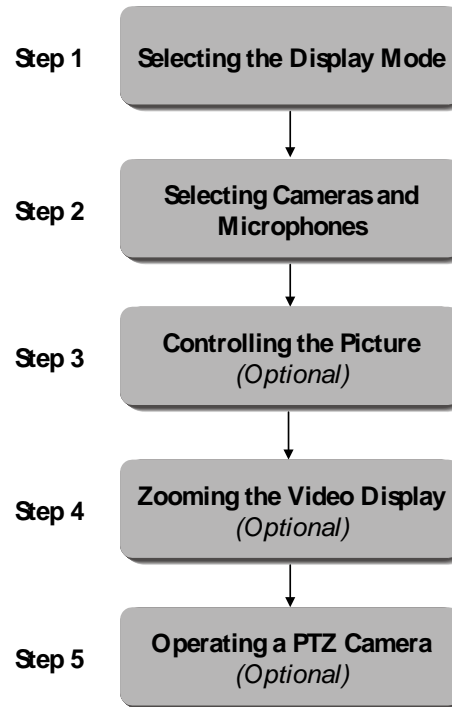 Step 1
Selecting the Display Mode
Step 2
Selecting Cameras and
Microphones
Step 3
Controlling the Picture
(Optional)
Step 4
Zooming the Video Display
(Optional)
Step 5
Operating a PTZ Camera
(Optional)